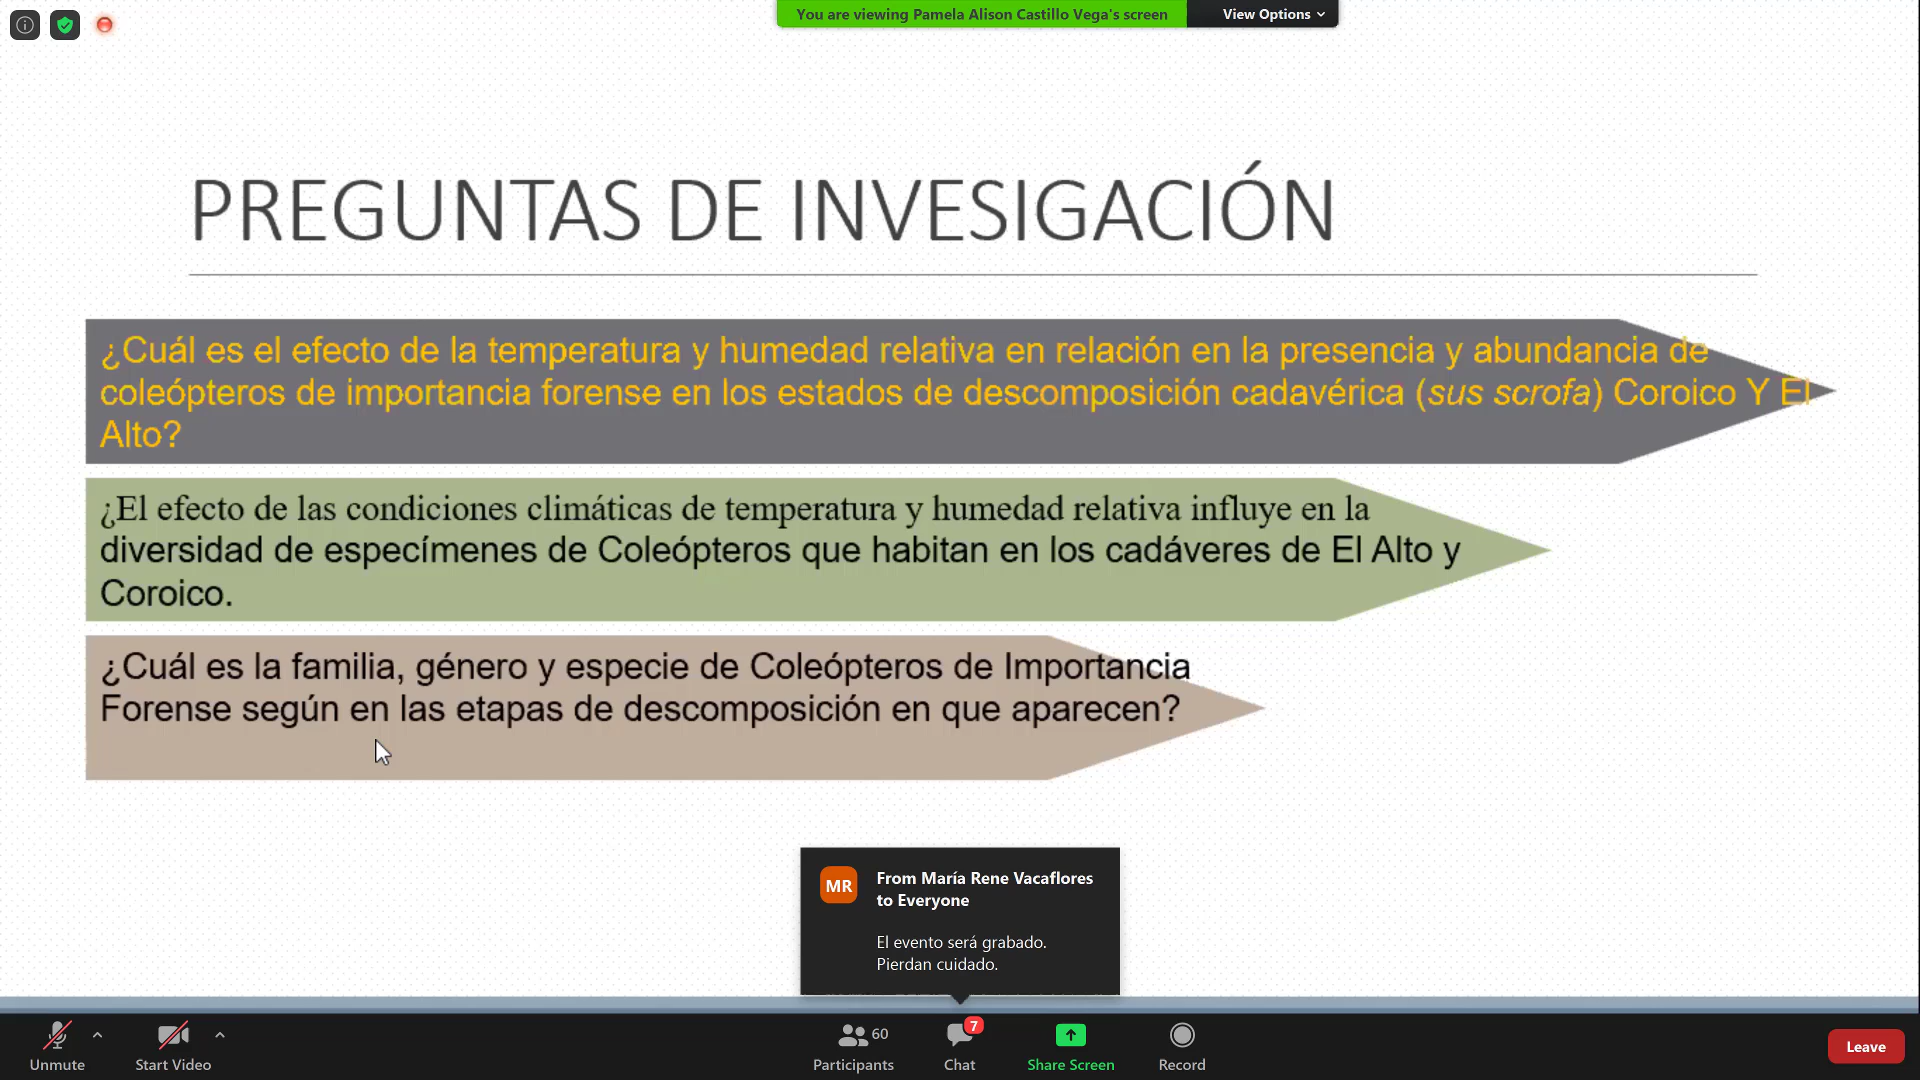 You are viewing Pamela Alison Castillo Vega's screen
View Options
PREGUNTAS DE INVESIGACIÓN
¿Cuál es el efecto de la temperatura y humedad relativa en relación en la presencia y abundancia de
coleópteros de importancia forense en los estados de descomposición cadavérica (sus scrofa) Coroico Y El
Alto?
¿El efecto de las condiciones climáticas de temperatura y humedad relativa influye en la
diversidad de especímenes de Coleópteros que habitan en los cadáveres de El Alto y
Coroico.
¿Cuál es la familia, género y especie de Coleópteros de Importancia
Forense según en las etapas de descomposición en que aparecen?
MR
From María Rene Vacaflores
to Everyone
El evento será grabado.
Pierdan cuidado.
Unmute
Start Video
60
Participants
7
Chat
Share Screen
Record
Leave